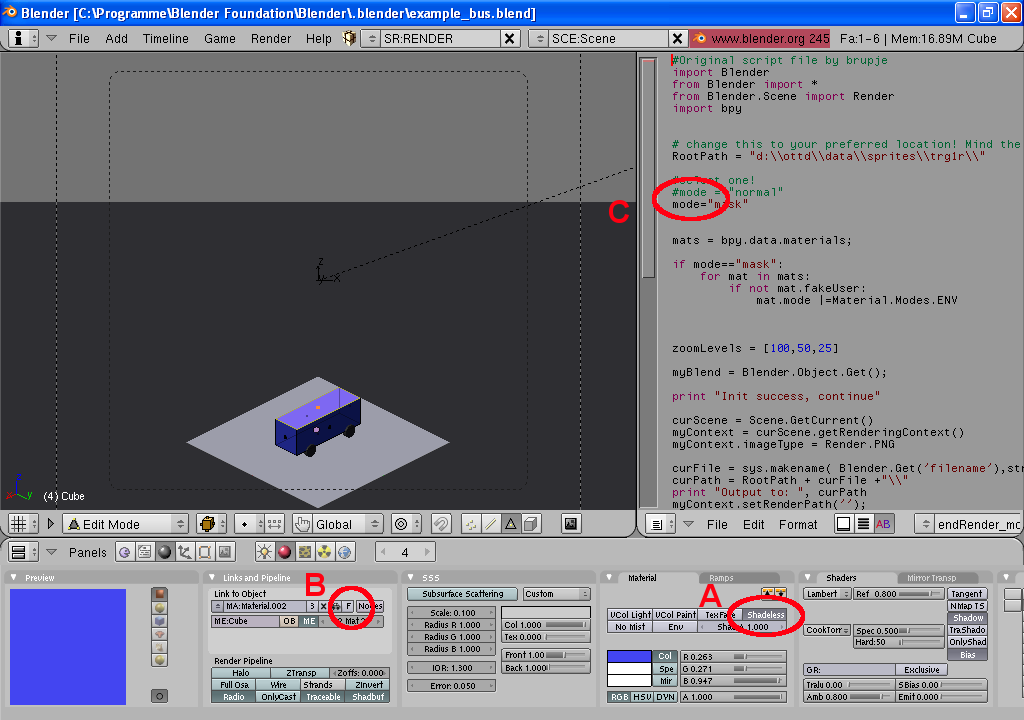 Blender [C:\Programme\Blender Foundation\Blender\.blender\example_bus.blend]
File Add Timeline Game Render Help SR:RENDER SCE:Scene www.blender.org 245 Fa:1-6 | Mem:16.89M Cube
#Original script file by brupje
import Blender
from Blender import *
from Blender.Scene import Render
import bpy
# change this to your preferred location! Mind the
RootPath = "d:\\ottd\\data\\sprites\\trg1r\\"
one!
#mode = "normal"
mode="mask"
C
mats = bpy.data.materials;
if mode=="mask":
for mat in mats:
if not mat.fakeUser:
mat.mode |=Material.Modes.ENV
zoomLevels = [100,50,25]
myBlend = Blender.Object.Get();
print "Init success, continue"
curScene = Scene.GetCurrent()
myContext = curScene.getRenderingContext()
myContext.imageType = Render.PNG
curFile = sys.makename( Blender.Get('filename'),str
curPath = RootPath + curFile +"\\"
print "Output to: ", curPath
myContext.setRenderPath('');
z
x
z
y
(4) Cube
Edit Mode Global File Edit Format AB endRender_mo
Panels 4
Preview
Links and Pipeline
Link to Object
B
MA:Material.002 3 X F Nodes
ME:Cube OB ME 2 Mat 2
Render Pipeline
Halo ZTransp Zoffs: 0.000
Full Osa Wire Strands ZInvert
Radio OnlyCast Traceable Shadbuf
SSS
Subsurface Scattering Custom
Scale: 0.100
Radius R 1.000
Radius G 1.000
Radius B 1.000
IOR: 1.300
Error: 0.050
Col 1.000
Tex 0.000
Front 1.00
Back 1.000
Material Ramps
A
VCol Light VCol Paint TexFace Shadeless
No Mist Env 1.000
Col R 0.263
Spe G 0.271
Mir B 0.947
RGB HSV DYN A 1.000
Shaders Mirror Transp
Lambert Ref 0.800 Tangent
NMap TS
Shadow
CookTorr Spec 0.500 TraShado
Hard:50 OnlyShad
Bias
GR: Exclusive
Tralu 0.00 SBias 0.00
Amb 0.800 Emit 0.000